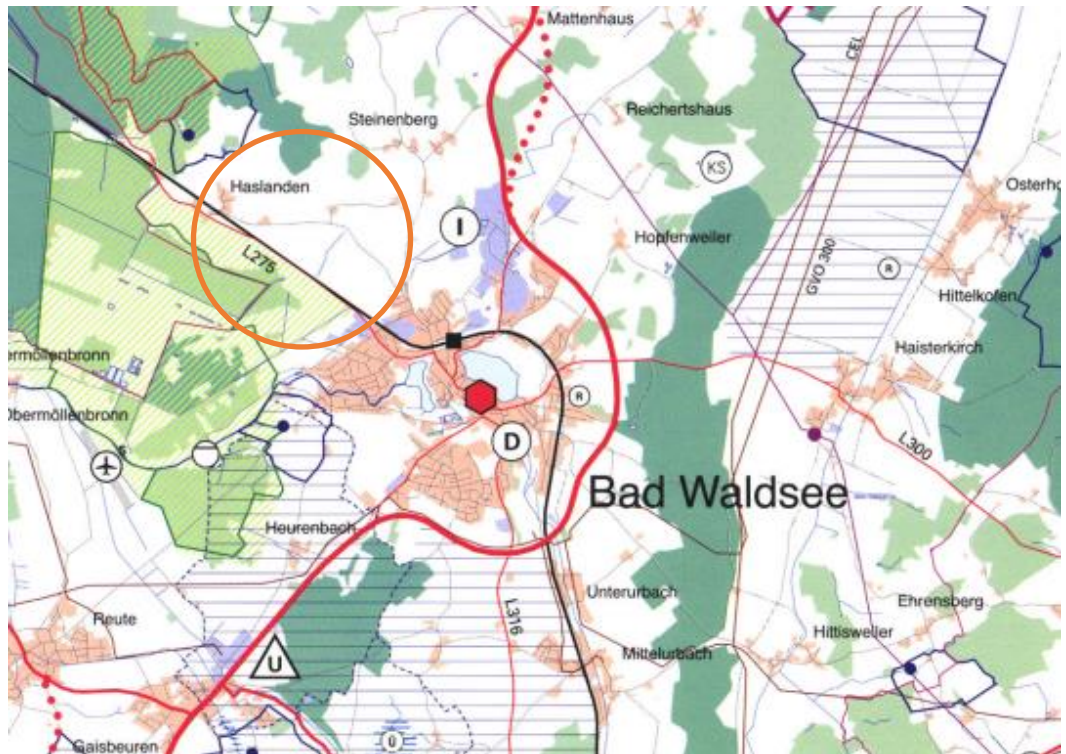 Mattenhaus
CEL
Reichertshaus
Steinenberg
KS
Haslanden
Osterho
I
Hopfenweiler
L275
GVO 300
R
Hittelkofen
Haisterkirch
ermöllenbronn
Obermöllenbronn
R
D
L300
Bad Waldsee
Heurenbach
Unterurbach
Ehrensberg
Reute
L316
Hittisweiler
U
Mittelurbach
Ü
Gaisbeuren